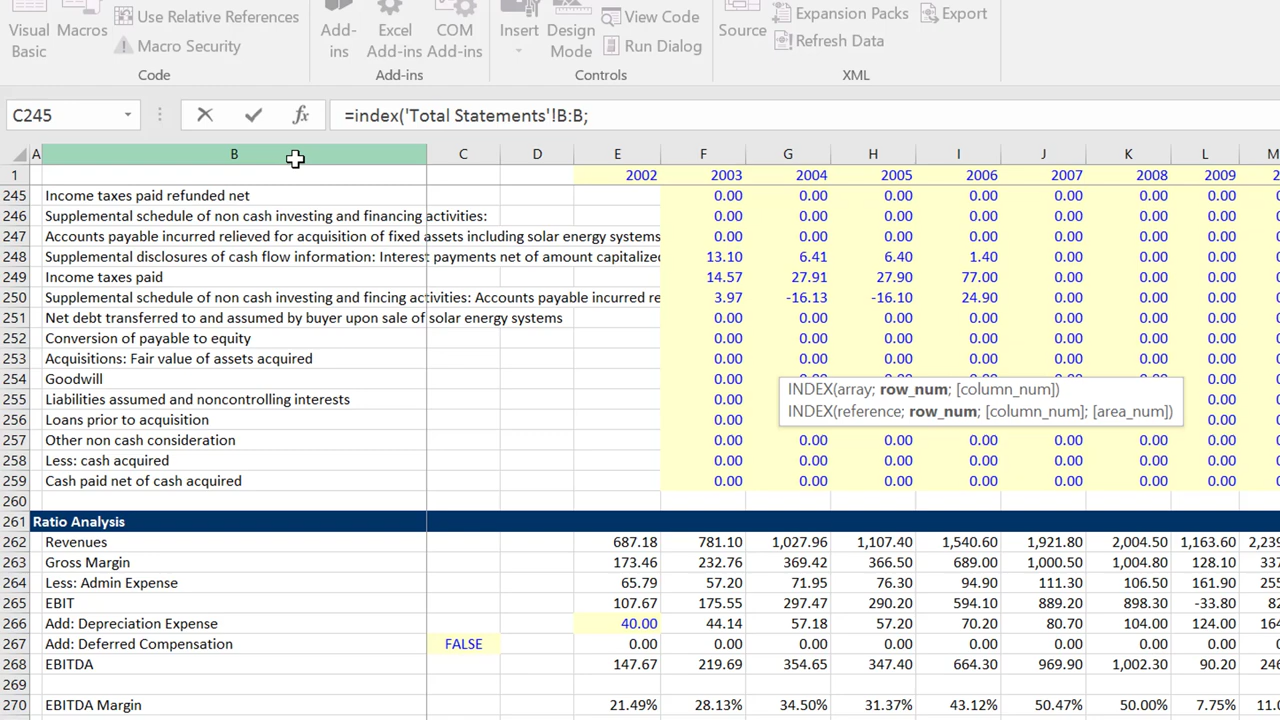 Visual Basic
Macros
Use Relative References
Macro Security
Code
Add-ins
Excel Add-ins
COM Add-ins
Add-ins
Insert
Design Mode
View Code
Run Dialog
Controls
Source
Expansion Packs
Refresh Data
Export
XML
C245 fx =index('Total Statements'!B:B;
A B C D E F G H I J K L M
1 2002 2003 2004 2005 2006 2007 2008 2009 2
245 Income taxes paid refunded net 0.00 0.00 0.00 0.00 0.00 0.00 0.00
246 Supplemental schedule of non cash investing and financing activities: 0.00 0.00 0.00 0.00 0.00 0.00 0.00
247 Accounts payable incurred relieved for acquisition of fixed assets including solar energy systems 0.00 0.00 0.00 0.00 0.00 0.00 0.00
248 Supplemental disclosures of cash flow information: Interest payments net of amount capitalize 13.10 6.41 6.40 1.40 0.00 0.00 0.00
249 Income taxes paid 14.57 27.91 27.90 77.00 0.00 0.00 0.00
250 Supplemental schedule of non cash investing and fincing activities: Accounts payable incurred re 3.97 -16.13 -16.10 24.90 0.00 0.00 0.00
251 Net debt transferred to and assumed by buyer upon sale of solar energy systems 0.00 0.00 0.00 0.00 0.00 0.00 0.00
252 Conversion of payable to equity 0.00 0.00 0.00 0.00 0.00 0.00 0.00
253 Acquisitions: Fair value of assets acquired 0.00 0.00 0.00 0.00 0.00 0.00 0.00
254 Goodwill 0.00
INDEX(array; row_num; [column_num])
255 Liabilities assumed and noncontrolling interests 0.00
INDEX(reference; row_num; [column_num]; [area_num])
256 Loans prior to acquisition 0.00
257 Other non cash consideration 0.00 0.00 0.00 0.00 0.00 0.00 0.00
258 Less: cash acquired 0.00 0.00 0.00 0.00 0.00 0.00 0.00
259 Cash paid net of cash acquired 0.00 0.00 0.00 0.00 0.00 0.00 0.00
260
261 Ratio Analysis
262 Revenues 687.18 781.10 1,027.96 1,107.40 1,540.60 1,921.80 2,004.50 1,163.60 2,239
263 Gross Margin 173.46 232.76 369.42 366.50 689.00 1,000.50 1,004.80 128.10 337
264 Less: Admin Expense 65.79 57.20 71.95 76.30 94.90 111.30 106.50 161.90 255
265 EBIT 107.67 175.55 297.47 290.20 594.10 889.20 898.30 -33.80 82
266 Add: Depreciation Expense 40.00 44.14 57.18 57.20 70.20 80.70 104.00 124.00 164
267 Add: Deferred Compensation FALSE 0.00 0.00 0.00 0.00 0.00 0.00 0.00 0.00 0
268 EBITDA 147.67 219.69 354.65 347.40 664.30 969.90 1,002.30 90.20 246
269
270 EBITDA Margin 21.49% 28.13% 34.50% 31.37% 43.12% 50.47% 50.00% 7.75% 11.0